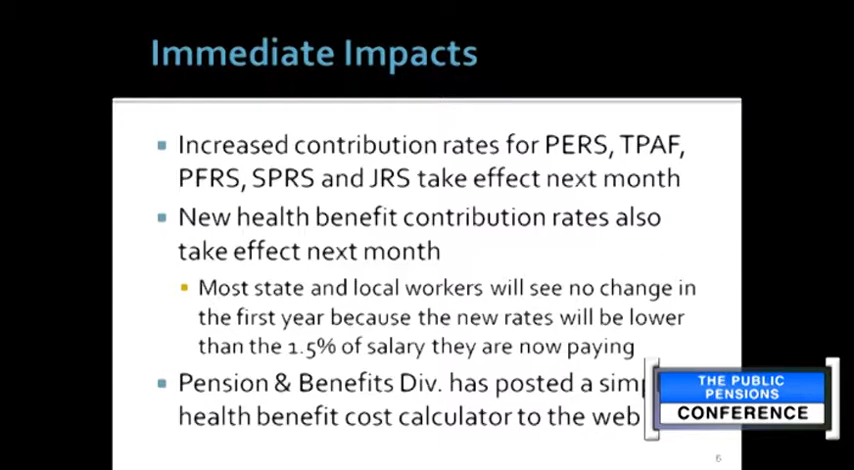 Immediate Impacts
Increased contribution rates for PERS, TPAF,
PFRS, SPRS and JRS take effect next month
New health benefit contribution rates also
take effect next month
Most state and local workers will see no change in
the first year because the new rates will be lower
than the 1.5% of salary they are now paying
Pension & Benefits Div. has posted a
health benefit cost calculator to the web
THE PUBLIC
PENSIONS
CONFERENCE